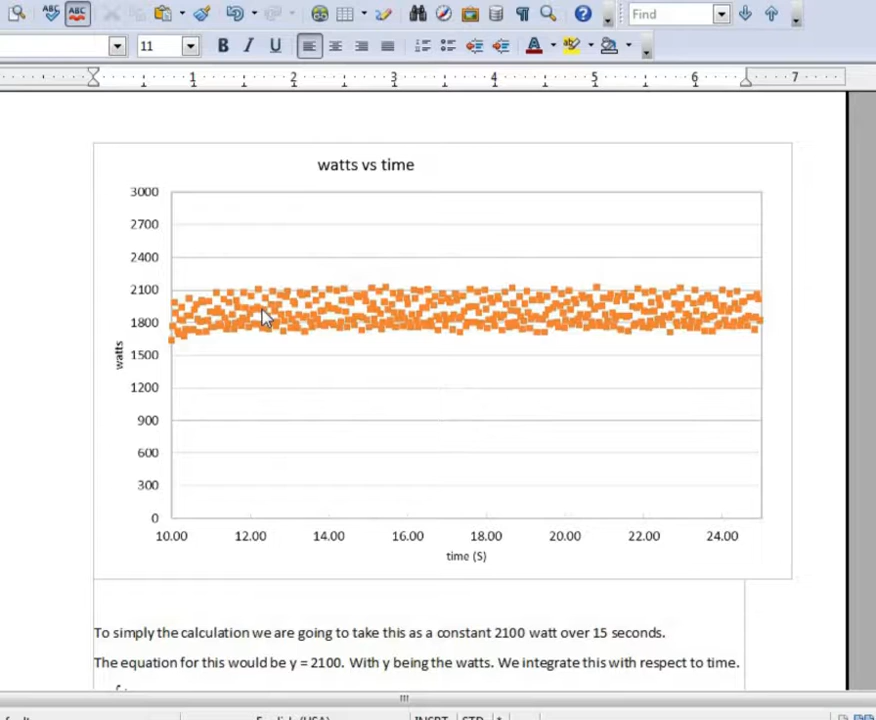 Find
11
B I U
1 2 3 4 5 6 7
watts vs time
3000
2700
2400
2100
1800
1500
1200
900
600
300
0
watts
10.00 12.00 14.00 16.00 18.00 20.00 22.00 24.00
time (S)
To simply the calculation we are going to take this as a constant 2100 watt over 15 seconds.
The equation for this would be y = 2100. With y being the watts. We integrate this with respect to time.
English (USA) INSRT STD *